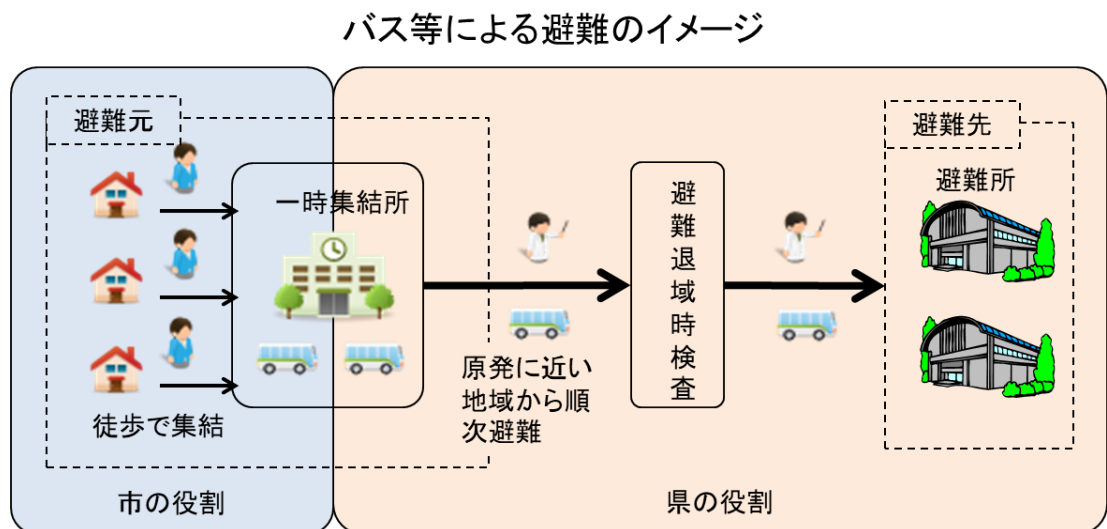 バス等による避難のイメージ
避難元
一時集結所
徒歩で集結
市の役割
原発に近い
地域から順
次避難
避難退域時検査
避難先
避難所
県の役割